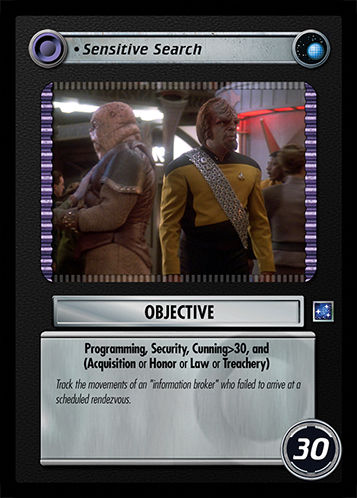 • Sensitive Search
OBJECTIVE
Programming, Security, Cunning>30, and
(Acquisition or Honor or Law or Treachery)
Track the movements of an "information broker" who failed to arrive at a
scheduled rendezvous.
30